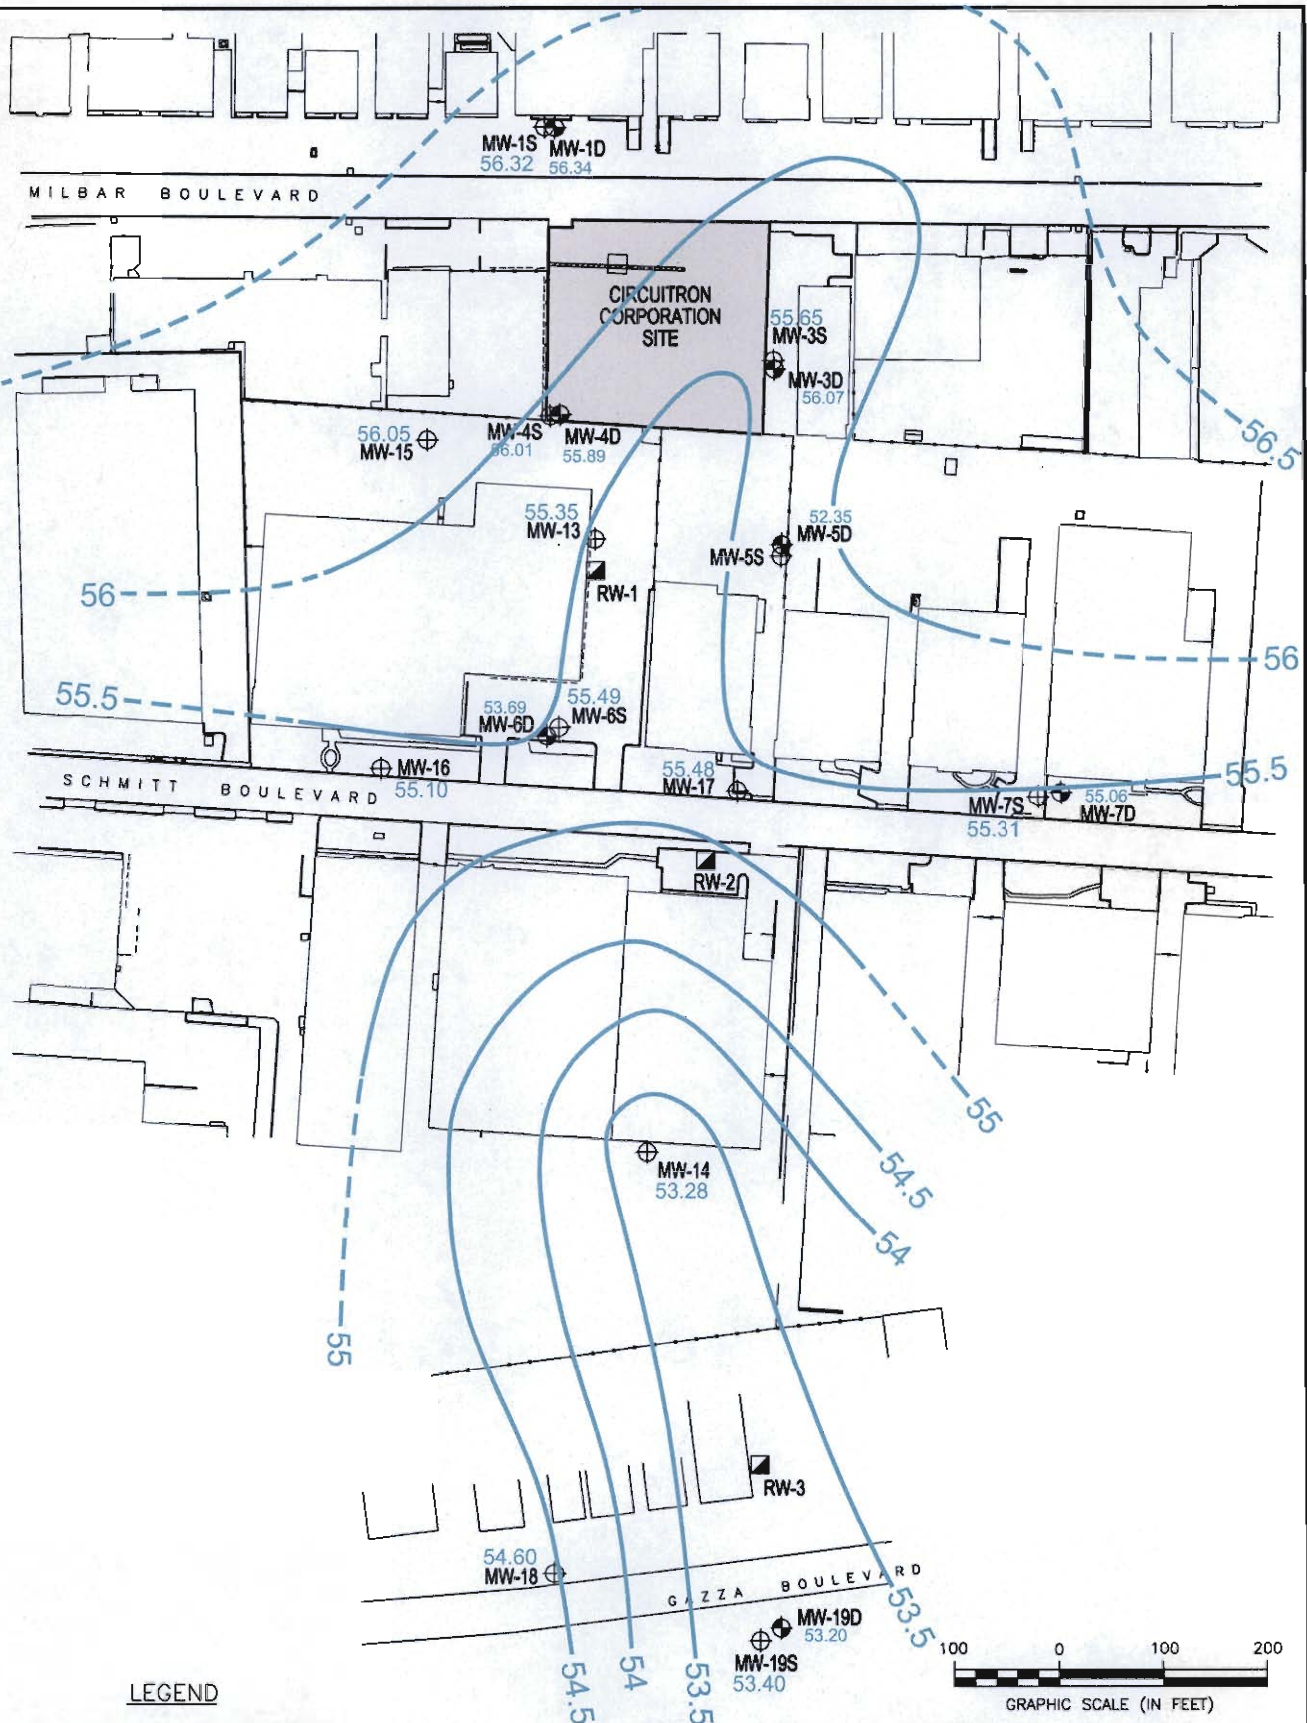 MW-1S
56.32
MW-1D
56.34
MILBAR BOULEVARD
CIRCUITRON
CORPORATION
SITE
55.65
MW-3S
MW-3D
56.07
56.05
MW-15
MW-4S
56.01
MW-4D
55.89
56.5
55.35
MW-13
52.35
MW-5D
MW-5S
RW-1
56
56
55.5
53.69
MW-6D
55.49
MW-6S
MW-16
55.10
55.48
MW-17
55.5
MW-7S
55.31
55.06
MW-7D
SCHMITT BOULEVARD
RW-2
55
54.5
MW-14
53.28
54
55
RW-3
54.60
MW-18
GAZZA BOULEVARD
53.5
MW-19D
53.20
MW-19S
53.40
54.5
54
53.5
100 0 100 200
GRAPHIC SCALE (IN FEET)
LEGEND